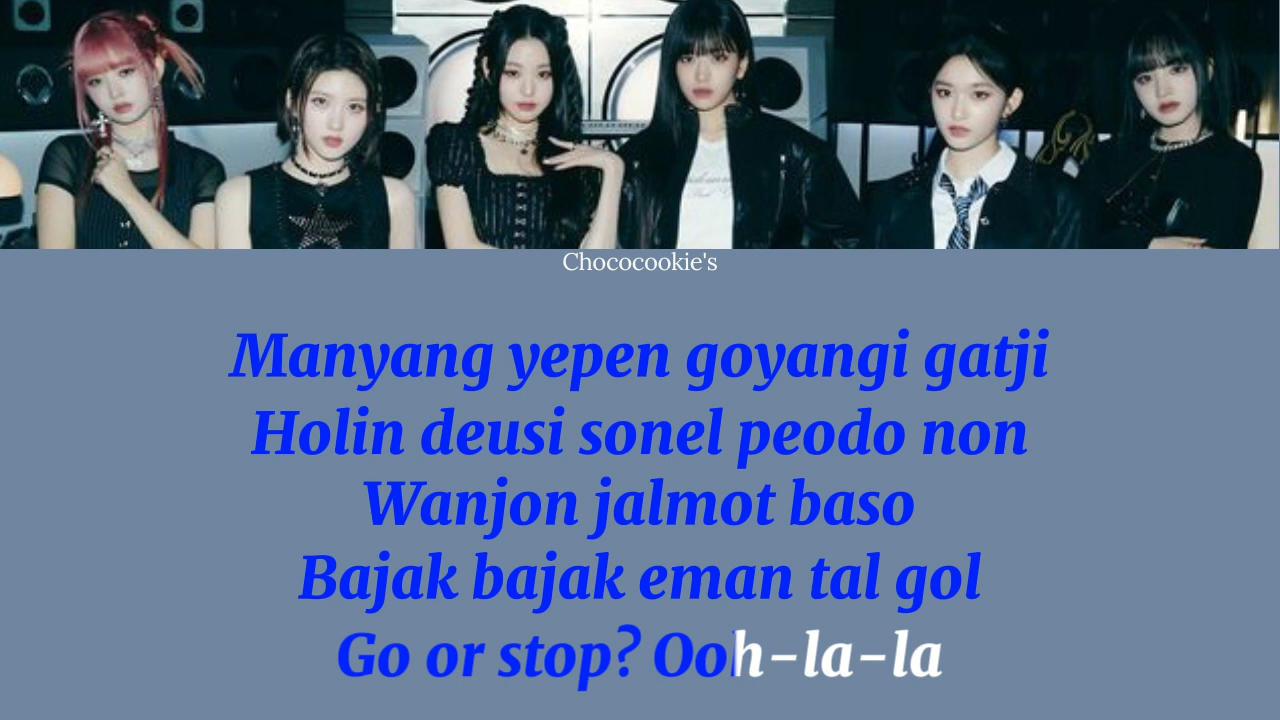 Chococookie's
Manyang yepen goyangi gatji
Holin deusi sonel peodo non
Wanjon jalmot baso
Bajak bajak eman tal gol
Go or stop? Ooh-la-la